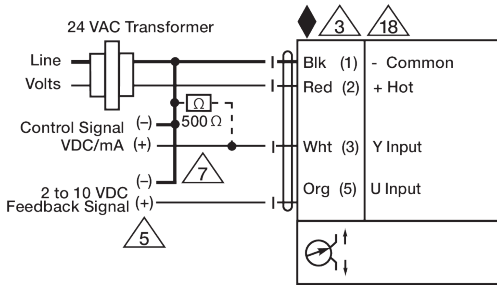 24 VAC Transformer
3
18
Line
Blk (1) - Common
Volts
Red (2) + Hot
Ω
500 Ω
Control Signal (-)
VDC/mA (+)
Wht (3) Y Input
7
(-)
2 to 10 VDC
Feedback Signal (+)
Org (5) U Input
5